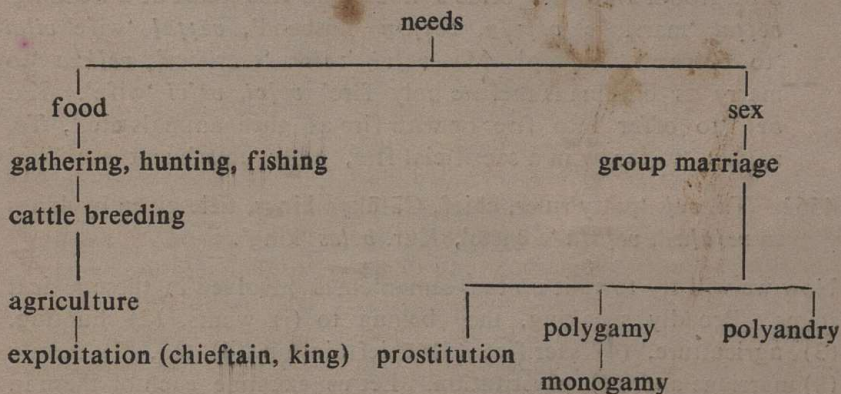 needs
food sex
gathering, hunting, fishing group marriage
cattle breeding
agriculture
polygamy polyandry
exploitation (chieftain, king) prostitution
monogamy